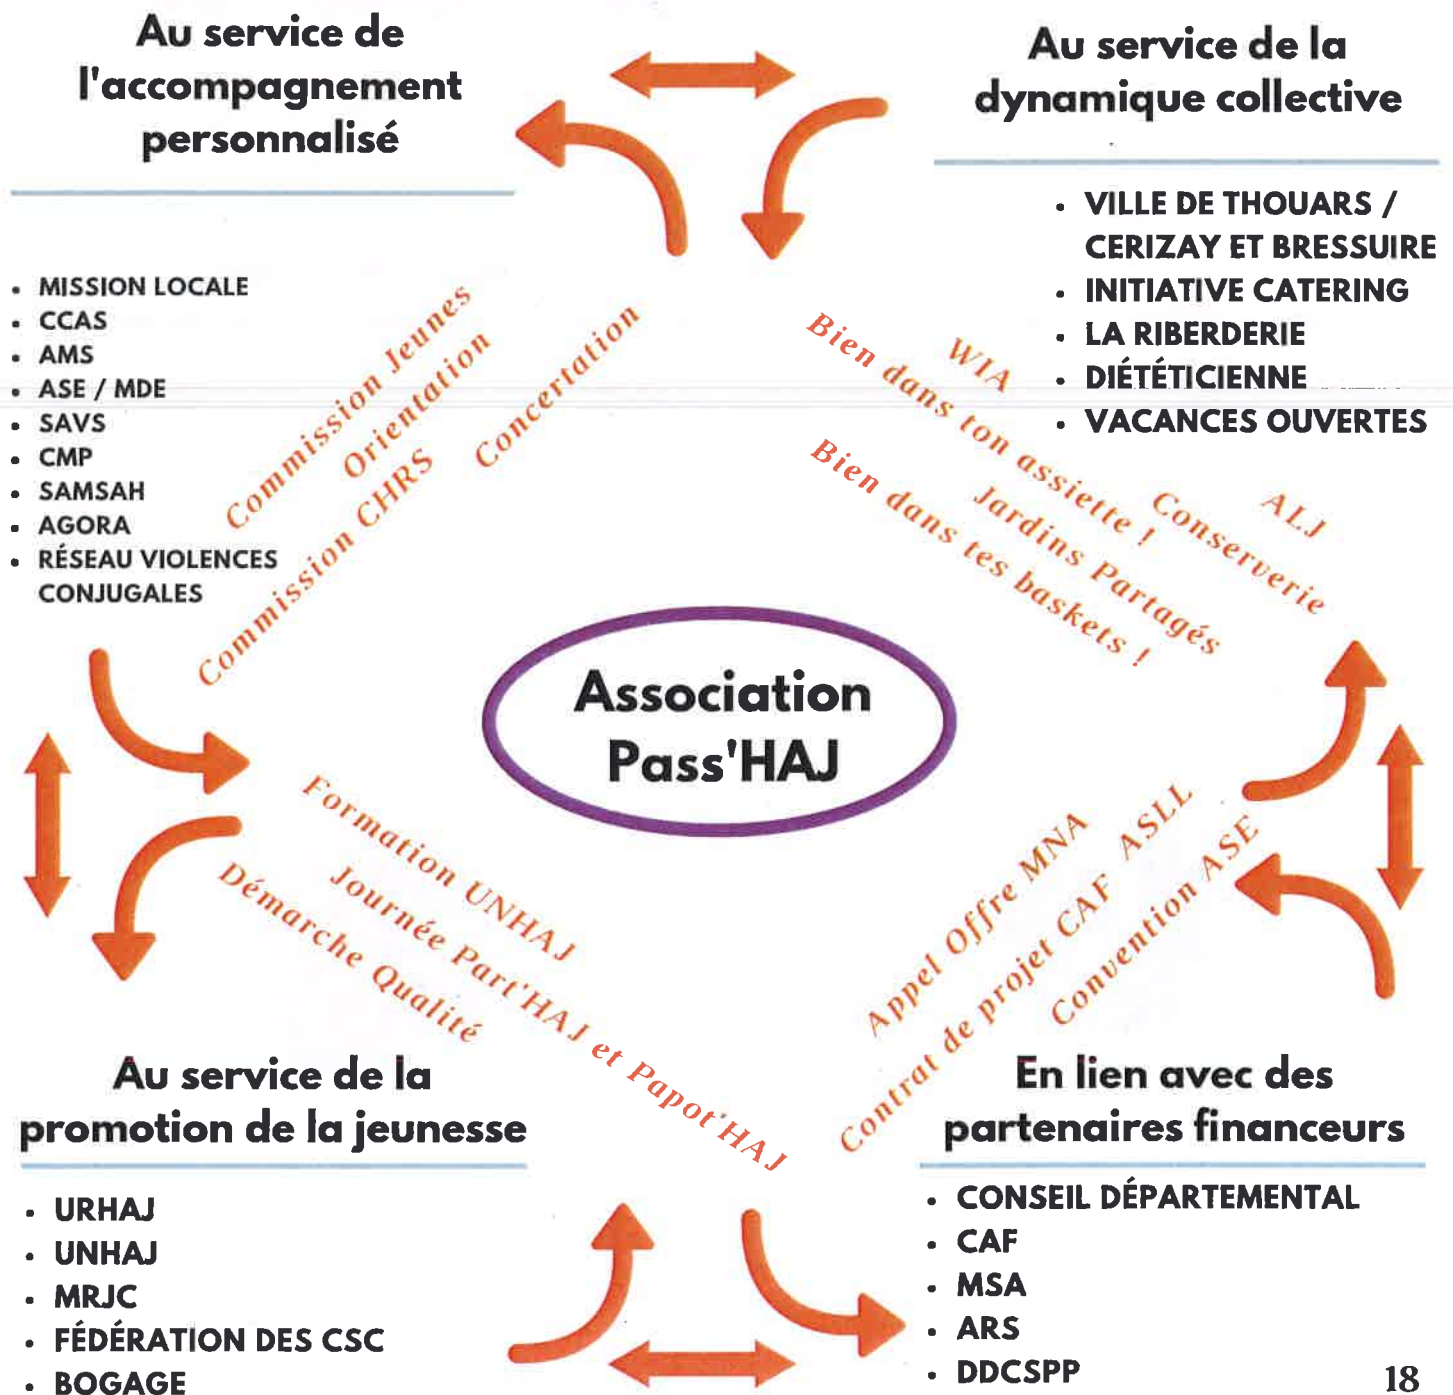 Au service de
l'accompagnement
personnalisé
• MISSION LOCALE
• CCAS
• AMS
• ASE / MDE
• SAVS
• CMP
• SAMSAH
• AGORA
• RÉSEAU VIOLENCES
CONJUGALES
Commission Jeunes
Orientation
Commission CHRS
Concertation
Au service de la
dynamique collective
• VILLE DE THOUARS /
CERIZAY ET BRESSUIRE
• INITIATIVE CATERING
• LA RIBERDERIE
• DIÉTÉTICIENNE
• VACANCES OUVERTES
WIA
Bien dans ton assiette !
Bien dans tes baskets !
Jardins Partagés
Conserverie
ALJ
Association
Pass'HAJ
Formation UNHAJ
Journée Part'HAJ et Papot'HAJ
Démarche Qualité
Appel Offre MNA
Contrat de projet CAF ASLL
Convention ASE
Au service de la
promotion de la jeunesse
• URHAJ
• UNHAJ
• MRJC
• FÉDÉRATION DES CSC
• BOGAGE
En lien avec des
partenaires financeurs
• CONSEIL DÉPARTEMENTAL
• CAF
• MSA
• ARS
• DDCSPP
18